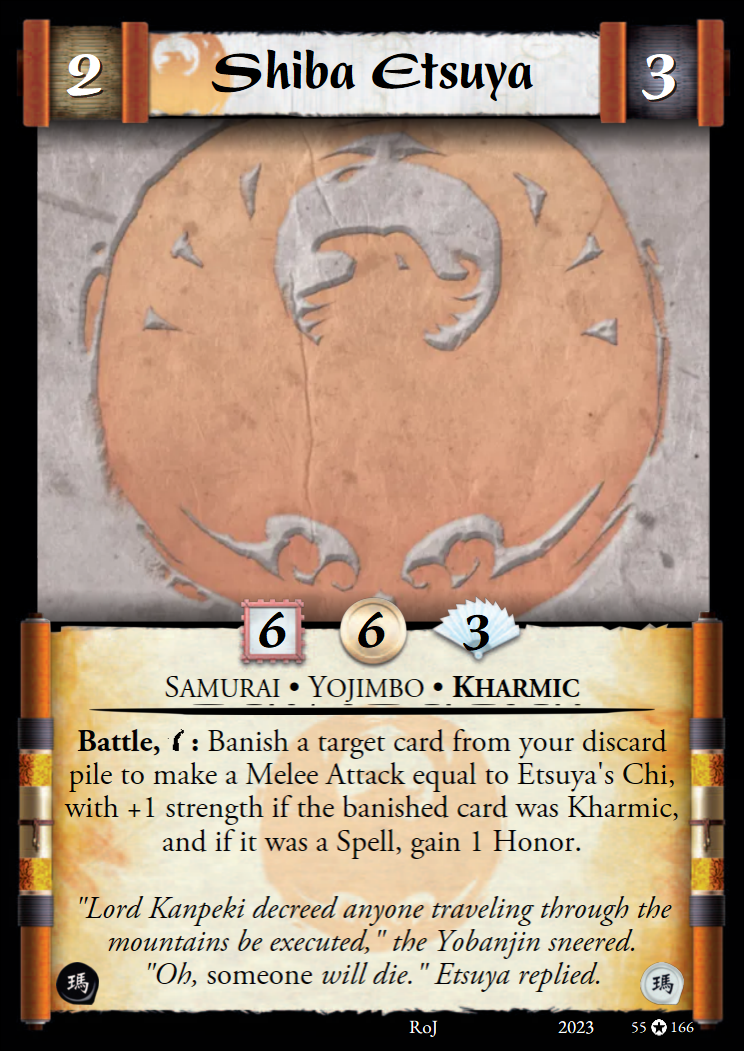 2 Shiba Etsuya 3
6 6 3
SAMURAI • YOJIMBO • KHARMIC
Battle, : Banish a target card from your discard
pile to make a Melee Attack equal to Etsuya's Chi,
with +1 strength if the banished card was Kharmic,
and if it was a Spell, gain 1 Honor.
"Lord Kanpeki decreed anyone traveling through the
mountains be executed," the Yobanjin sneered.
"Oh, someone will die." Etsuya replied.
瑪 瑪
RoJ 2023 55 166